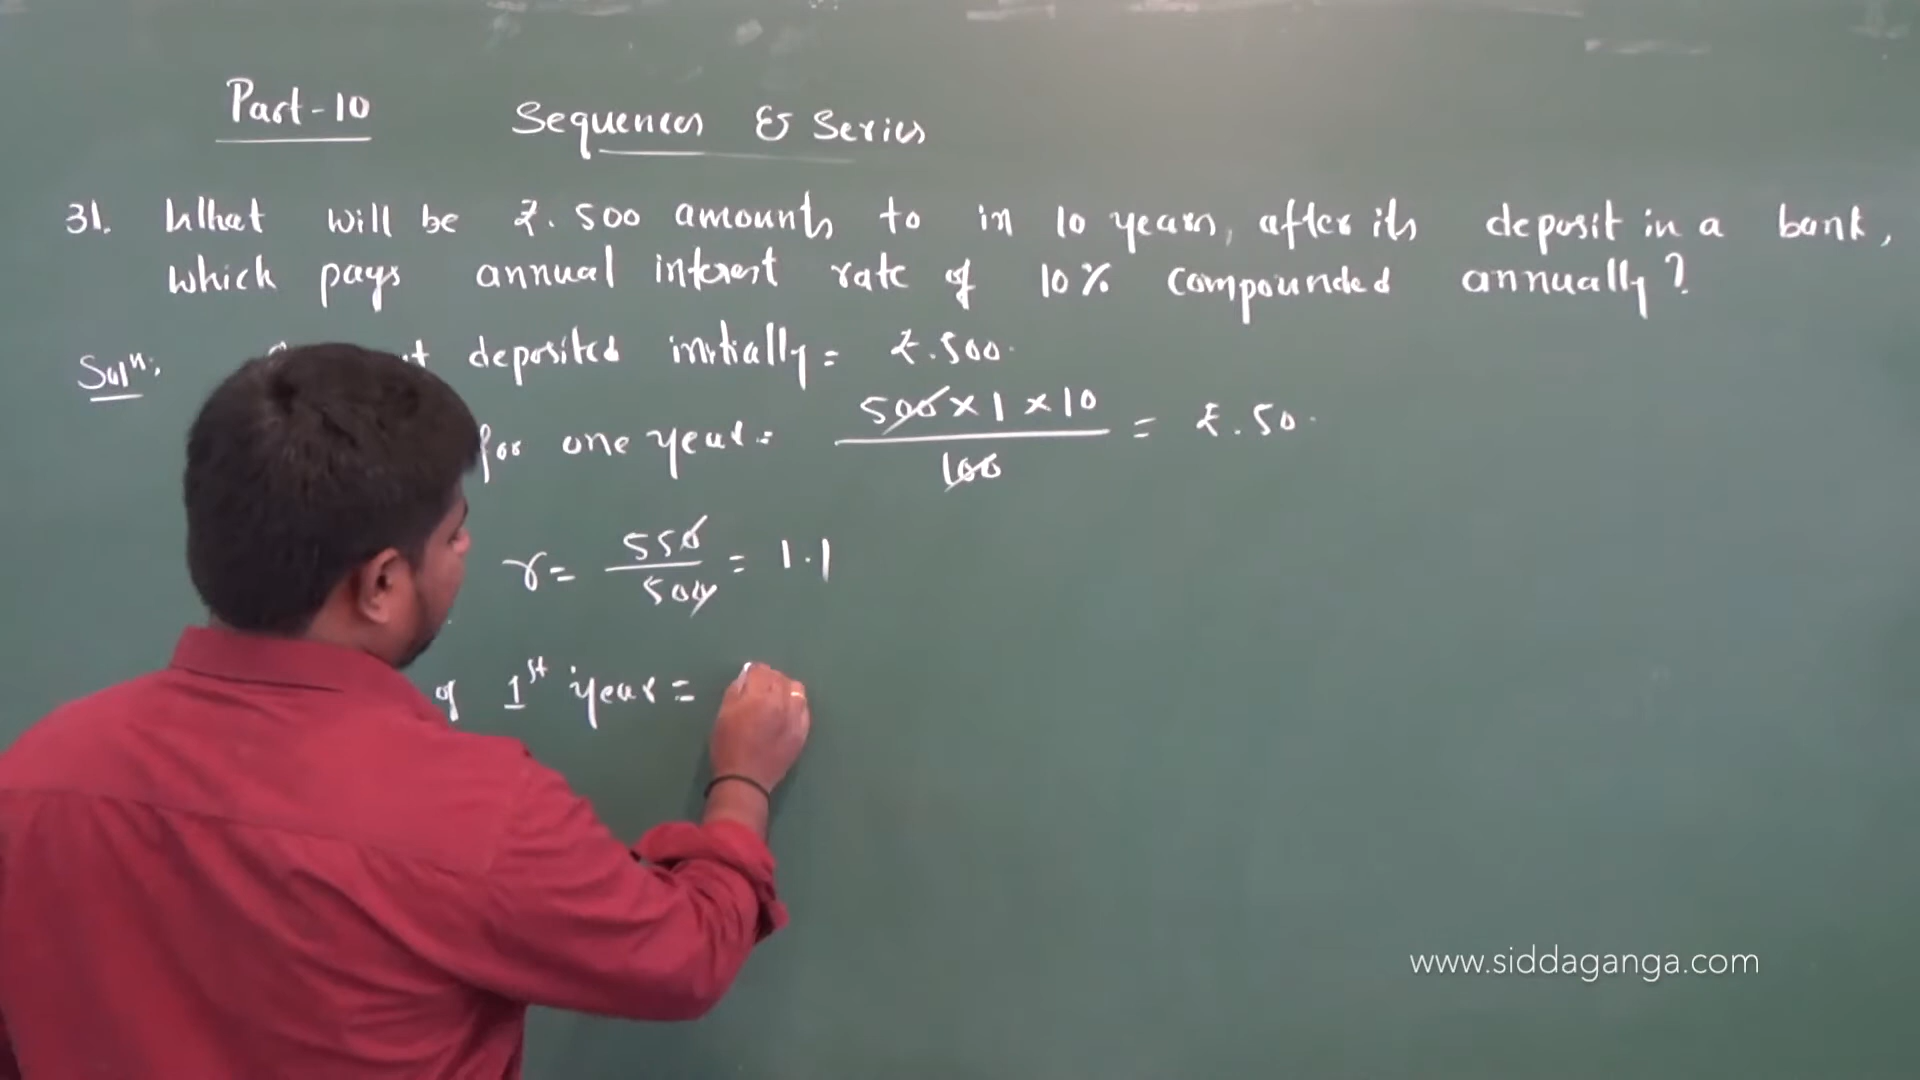 Part-10 Sequences & Series
31. What will be ₹. 500 amounts to in 10 years, after its deposit in a bank,
which pays annual interest rate of 10% compounded annually?
Solⁿ: deposited initially = ₹.500.
for one year = 500 × 1 × 10 / 100 = ₹.50.
r = 550 / 500 = 1.1
of 1st year =
www.siddaganga.com